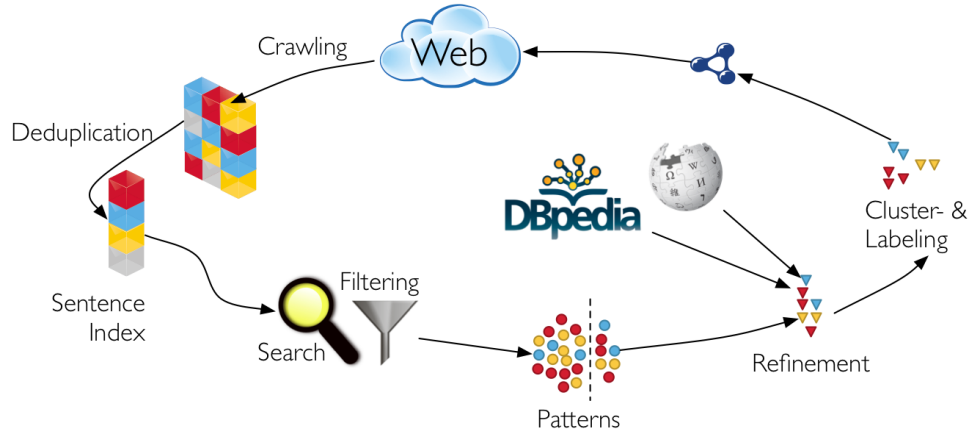 Crawling
Web
Deduplication
Sentence
Index
Search
Filtering
Patterns
DBpedia
Ω
W
И
Refinement
Cluster- &
Labeling